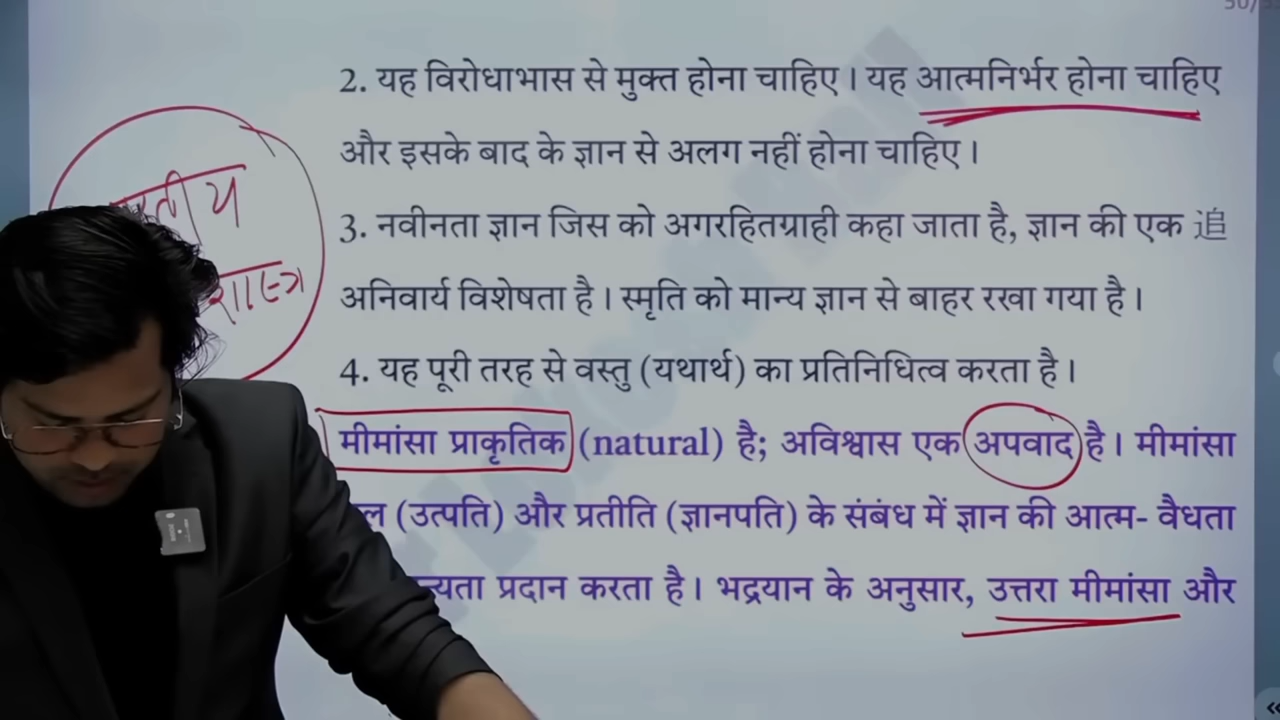 2. यह विरोधाभास से मुक्त होना चाहिए। यह आत्मनिर्भर होना चाहिए
और इसके बाद के ज्ञान से अलग नहीं होना चाहिए।
3. नवीनता ज्ञान जिस को अगरहितग्राही कहा जाता है, ज्ञान की एक 追
अनिवार्य विशेषता है। स्मृति को मान्य ज्ञान से बाहर रखा गया है।
4. यह पूरी तरह से वस्तु (यथार्थ) का प्रतिनिधित्व करता है।
मीमांसा प्राकृतिक (natural) है; अविश्वास एक अपवाद है। मीमांसा
(उत्पति) और प्रतीति (ज्ञानपति) के संबंध में ज्ञान की आत्म- वैधता
प्रदान करता है। भद्रयान के अनुसार, उत्तरा मीमांसा और